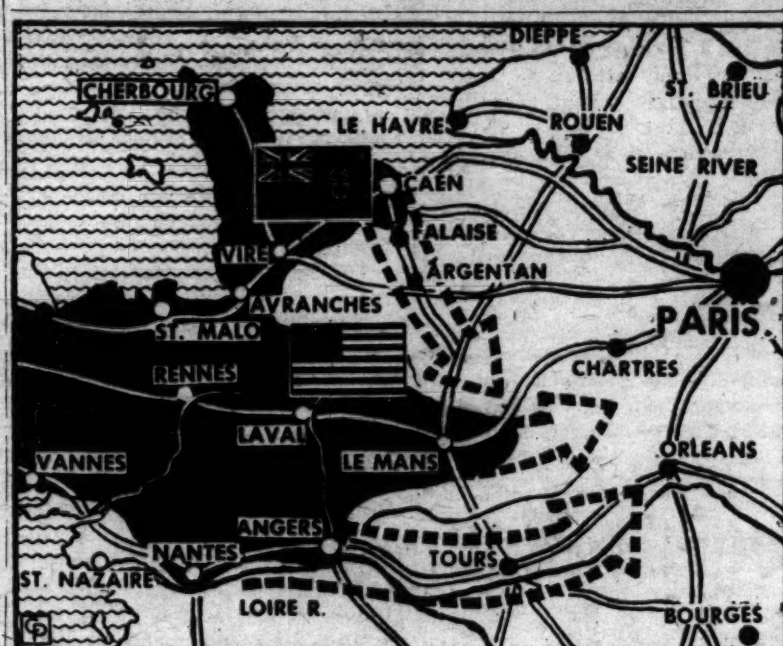 DIEPPE
CHERBOURG
ST. BRIEU
LE HAVRE
ROUEN
SEINE RIVER
CAEN
FALAISE
VIRE
ARGENTAN
AVRANCHES
ST. MALO
PARIS
CHARTRES
RENNES
LAVAL
LE MANS
ORLEANS
VANNES
ANGERS
NANTES
TOURS
ST. NAZAIRE
LOIRE R.
BOURGES
CP